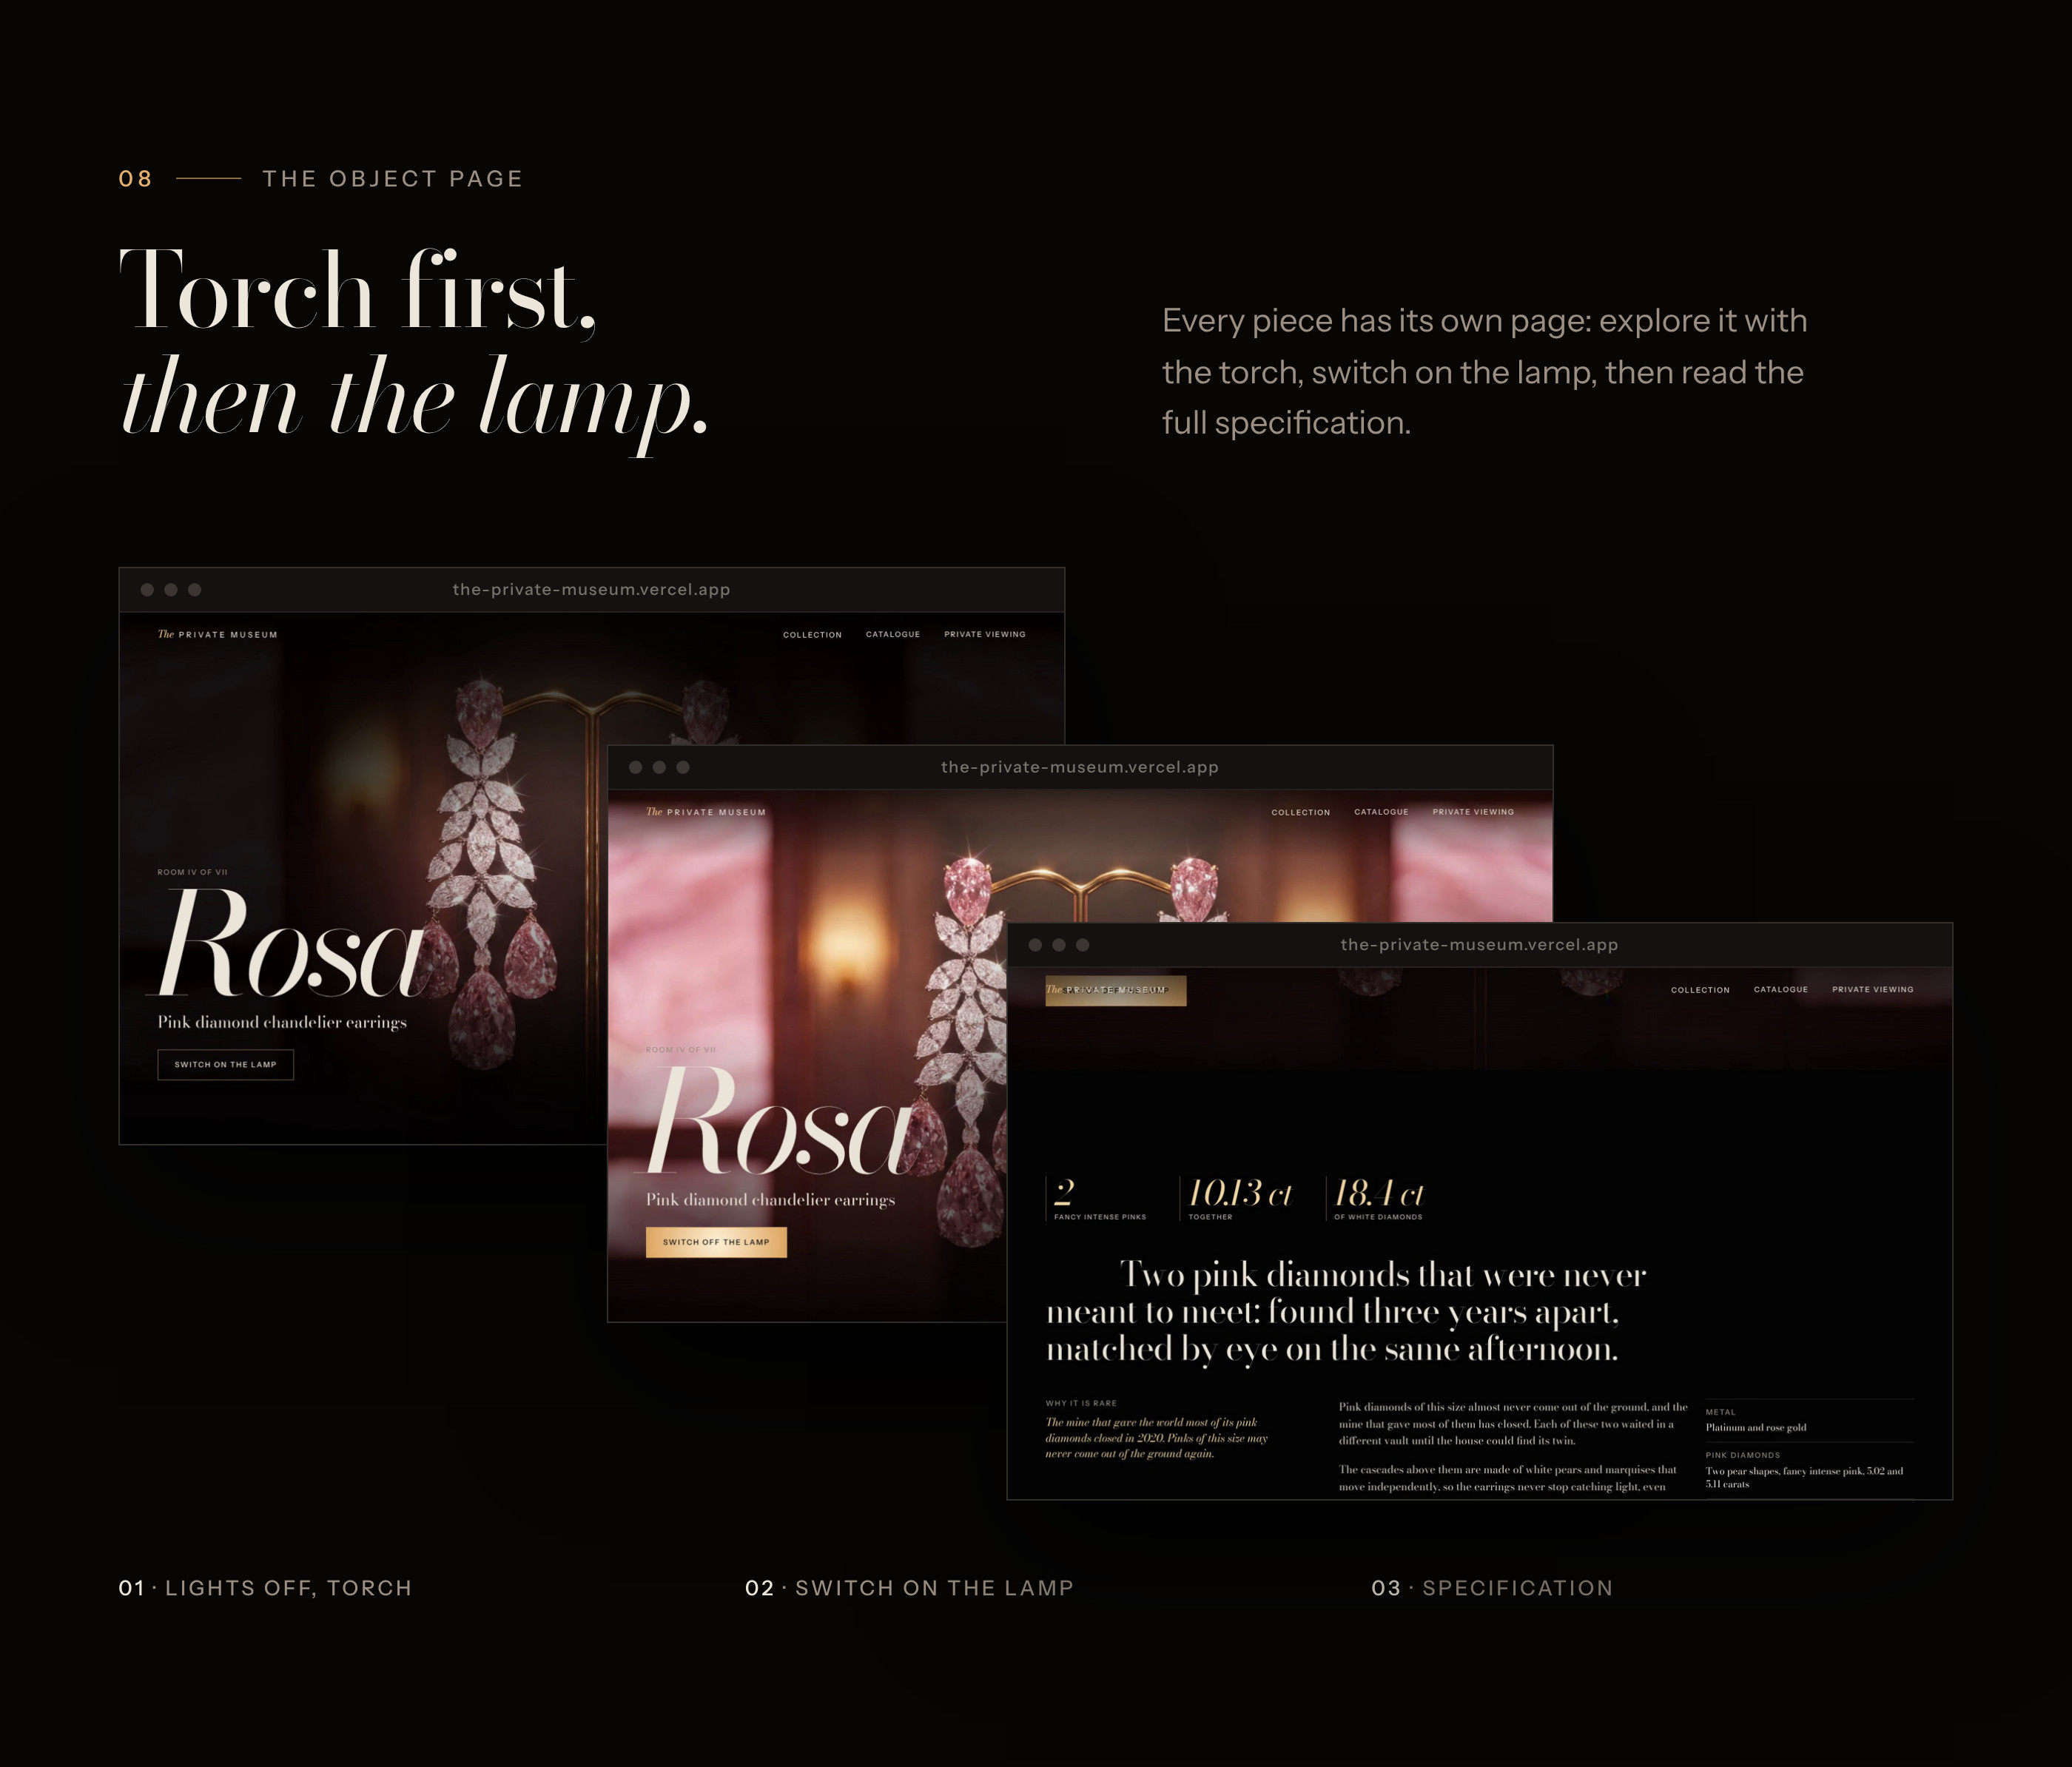 08 THE OBJECT PAGE
Torch first,
then the lamp.
Every piece has its own page: explore it with
the torch, switch on the lamp, then read the
full specification.
the-private-museum.vercel.app
The PRIVATE MUSEUM
COLLECTION CATALOGUE PRIVATE VIEWING
ROOM IV OF VII
Rosa
Pink diamond chandelier earrings
SWITCH ON THE LAMP
the-private-museum.vercel.app
The PRIVATE MUSEUM
COLLECTION CATALOGUE PRIVATE VIEWING
ROOM IV OF VII
Rosa
Pink diamond chandelier earrings
SWITCH OFF THE LAMP
the-private-museum.vercel.app
The PRIVATE MUSEUM
COLLECTION CATALOGUE PRIVATE VIEWING
2
FANCY INTENSE PINKS
10.13 ct
TOGETHER
18.4 ct
OF WHITE DIAMONDS
Two pink diamonds that were never
meant to meet: found three years apart,
matched by eye on the same afternoon.
WHY IT IS RARE
The mine that gave the world most of its pink
diamonds closed in 2020. Pinks of this size may
never come out of the ground again.
Pink diamonds of this size almost never come out of the ground, and the
mine that gave most of them has closed. Each of these two waited in a
different vault until the house could find its twin.
The cascades above them are made of white pears and marquises that
move independently, so the earrings never stop catching light, even
METAL
Platinum and rose gold
PINK DIAMONDS
Two pear shapes, fancy intense pink, 5.02 and
5.11 carats
01 · LIGHTS OFF, TORCH
02 · SWITCH ON THE LAMP
03 · SPECIFICATION